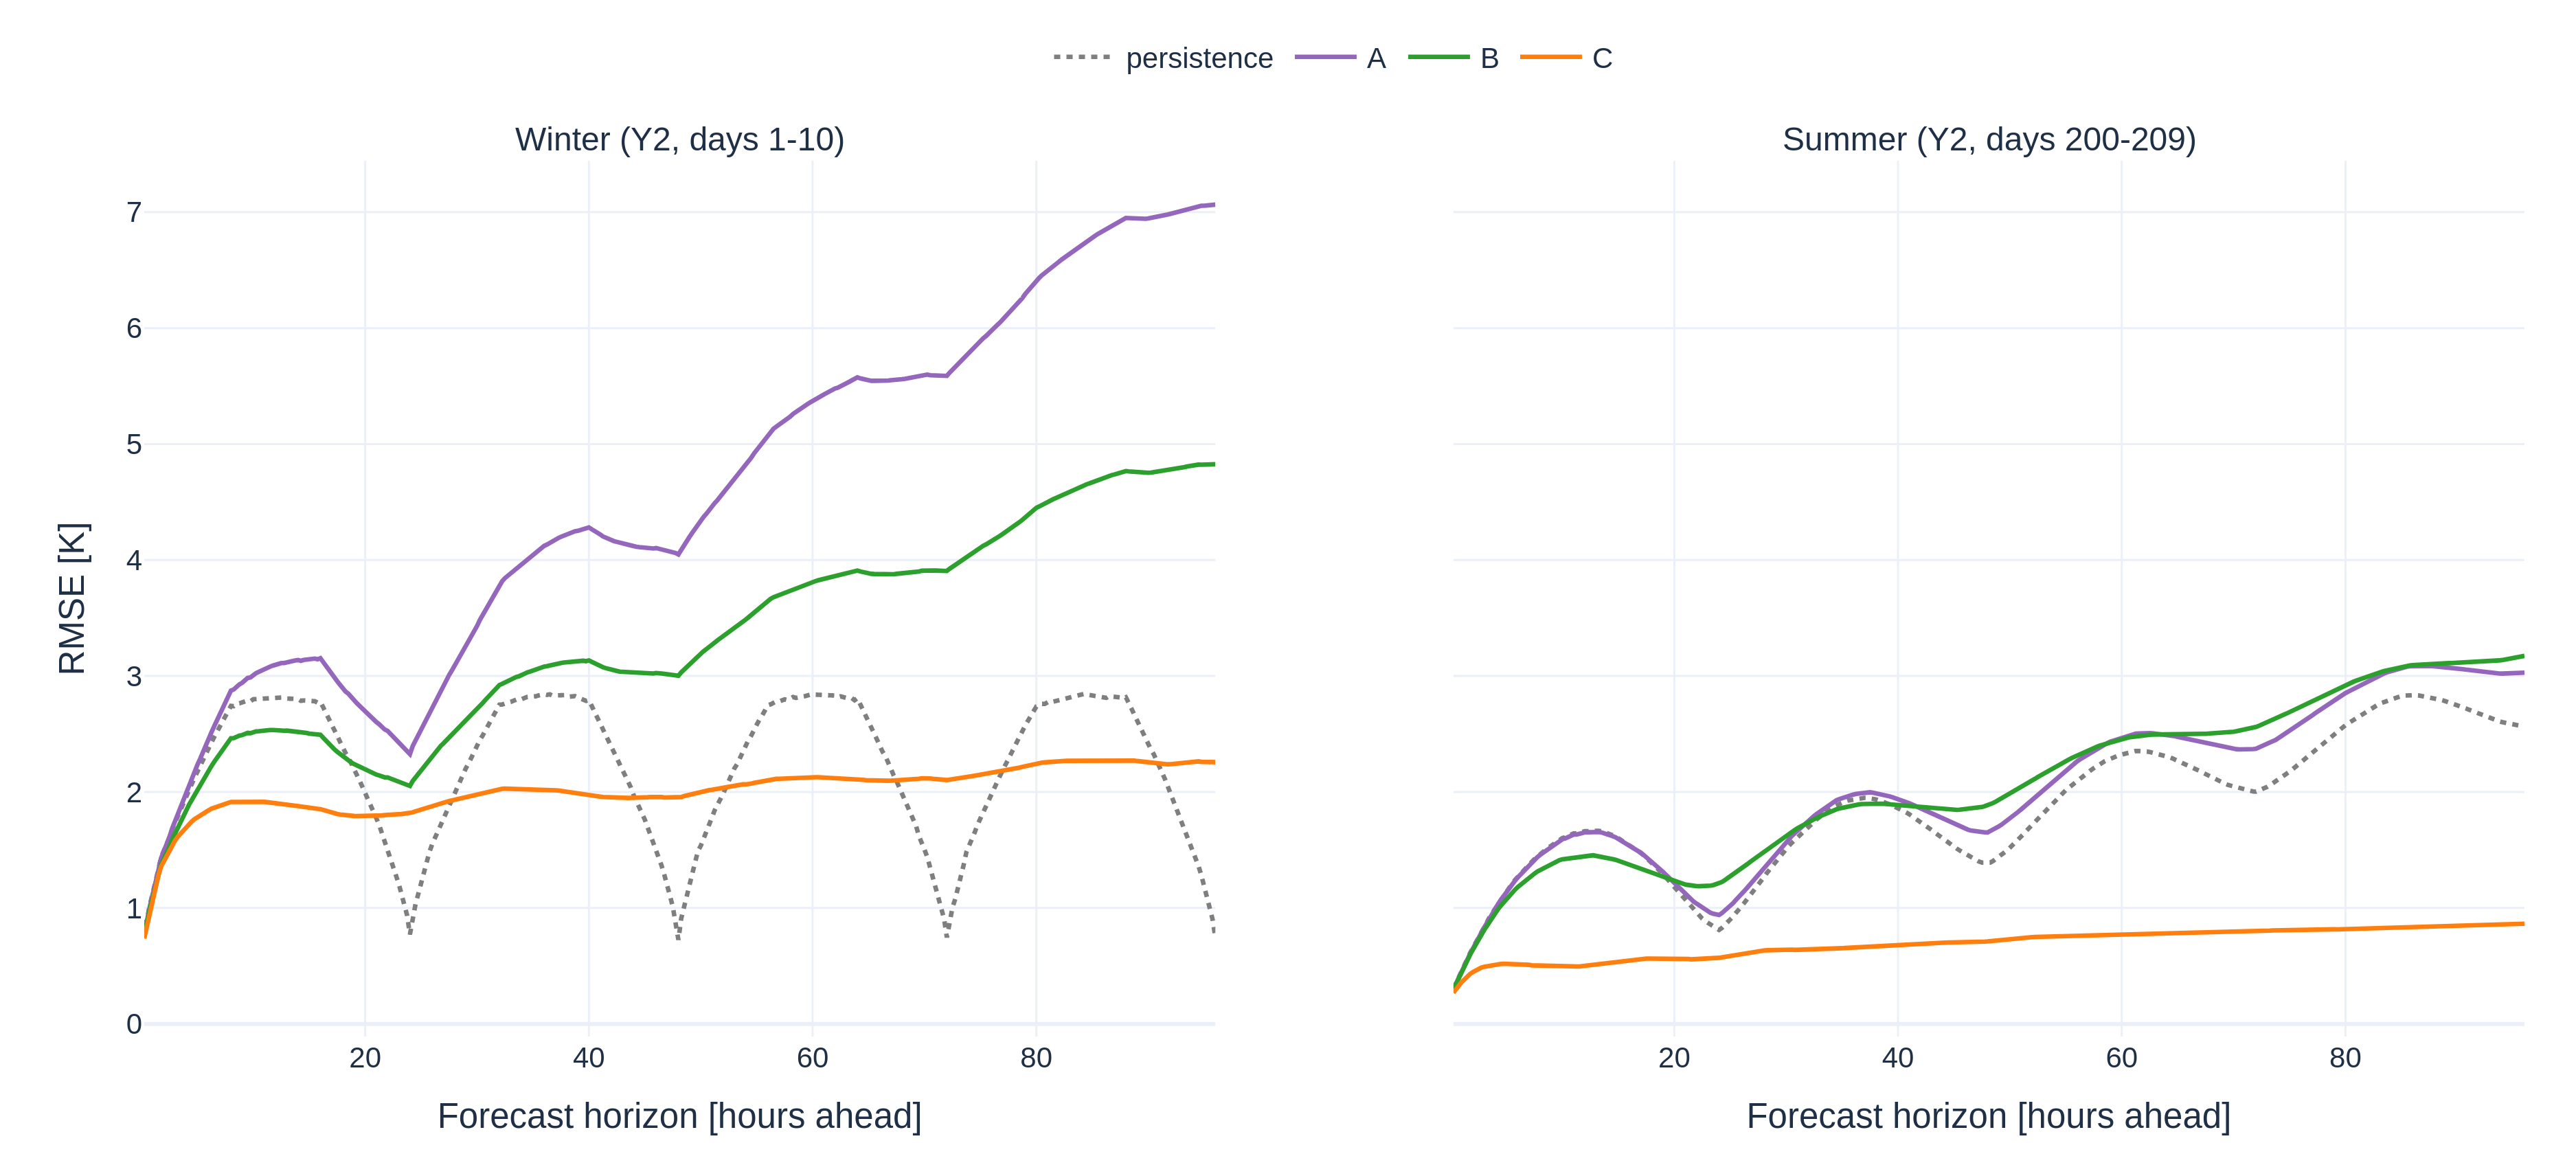 persistence A B C
Winter (Y2, days 1-10)
Summer (Y2, days 200-209)
RMSE [K]
7
6
5
4
3
2
1
0
20 40 60 80
20 40 60 80
Forecast horizon [hours ahead]
Forecast horizon [hours ahead]